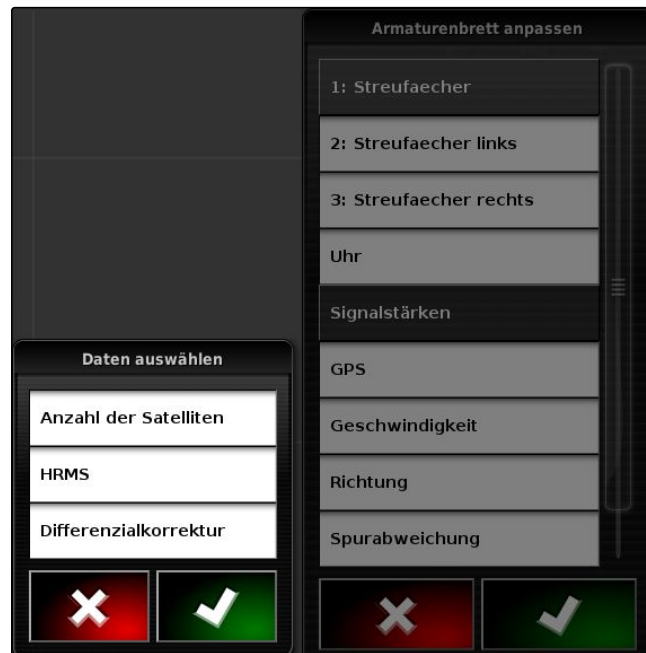 Armaturenbrett anpassen
1: Streufaecher
2: Streufaecher links
3: Streufaecher rechts
Uhr
Signalstärken
GPS
Geschwindigkeit
Richtung
Spurabweichung
Daten auswählen
Anzahl der Satelliten
HRMS
Differenzialkorrektur